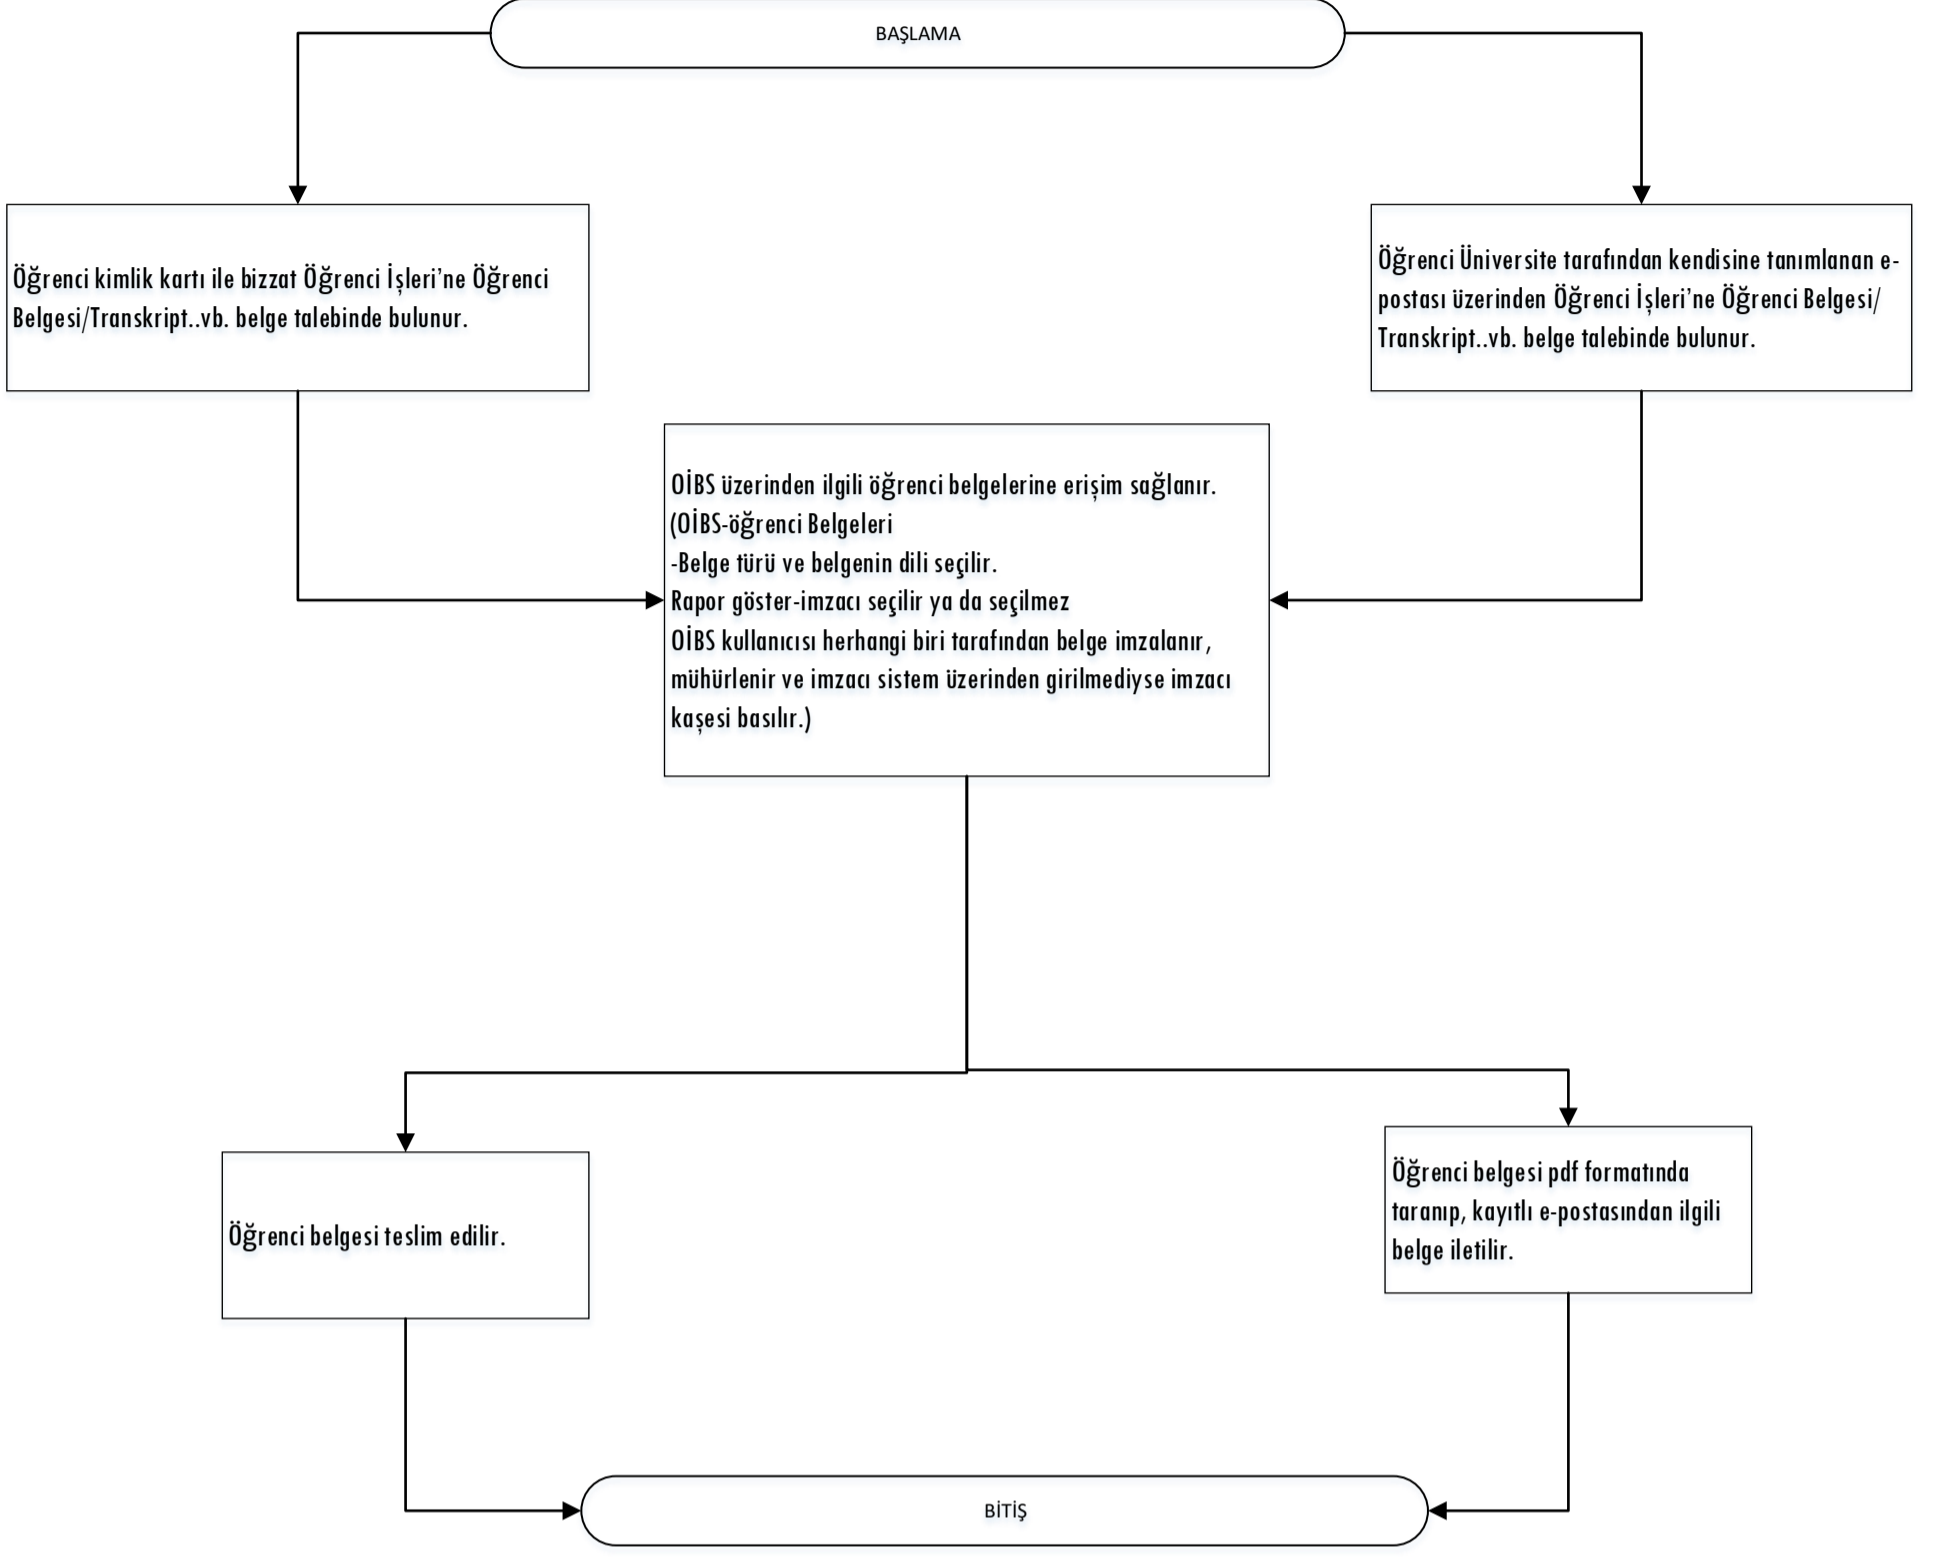 BAŞLAMA
Öğrenci kimlik kartı ile bizzat Öğrenci İşleri’ne Öğrenci
Belgesi/Transkript..vb. belge talebinde bulunur.
Öğrenci Üniversite tarafından kendisine tanımlanan e-
postası üzerinden Öğrenci İşleri’ne Öğrenci Belgesi/
Transkript..vb. belge talebinde bulunur.
OİBS üzerinden ilgili öğrenci belgelerine erişim sağlanır.
(OİBS-öğrenci Belgeleri
-Belge türü ve belgenin dili seçilir.
Rapor göster-imzacı seçilir ya da seçilmez
OİBS kullanıcısı herhangi biri tarafından belge imzalanır,
mühürlenir ve imzacı sistem üzerinden girilmediyse imzacı
kaşesi basılır.)
Öğrenci belgesi teslim edilir.
Öğrenci belgesi pdf formatında
taranıp, kayıtlı e-postasından ilgili
belge iletilir.
BİTİŞ